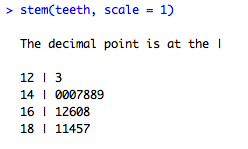 > stem(teeth, scale = 1)
The decimal point is at the |
12 | 3
14 | 0007889
16 | 12608
18 | 11457